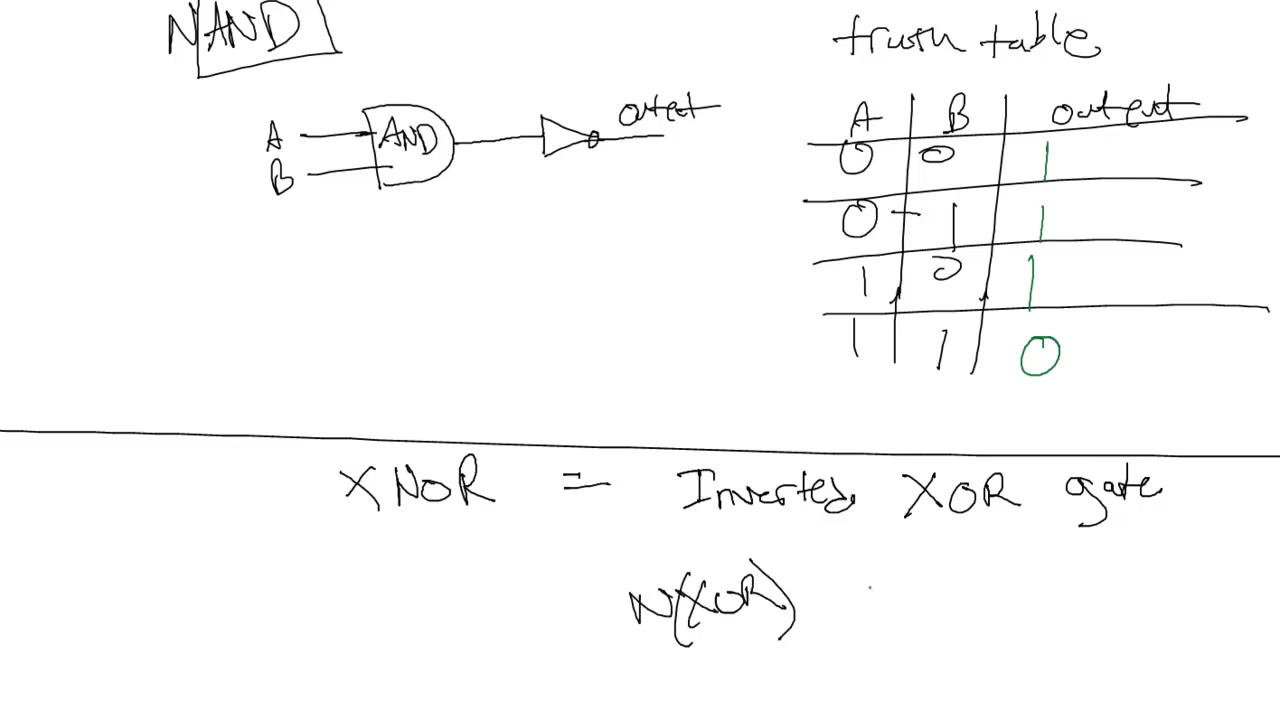 NAND
truth table
A B output
A AND output
B
0 0 1
0 1 1
1 0 1
1 1 0
XNOR = Inverted XOR gate
N(XOR)